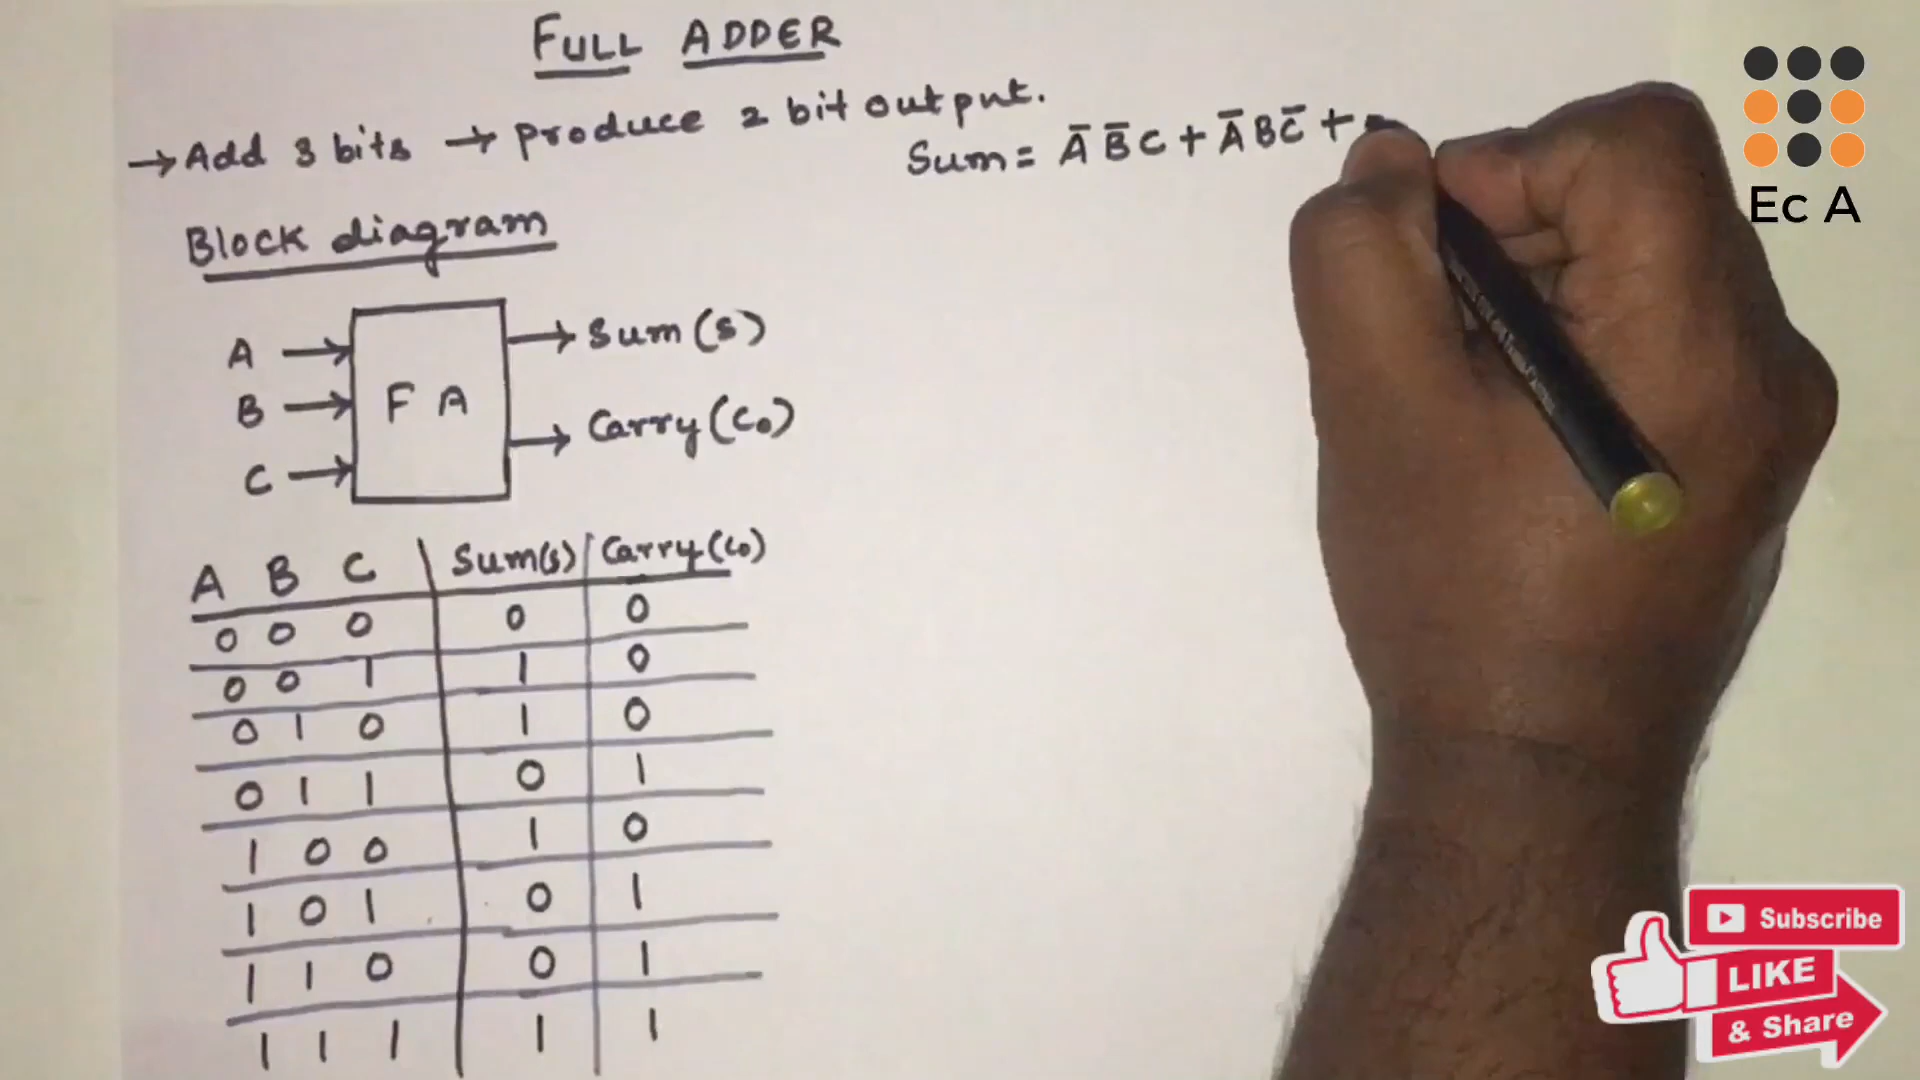 FULL ADDER
→ Add 3 bits → Produce 2 bit output.
Sum = A̅ B̅ C + A̅ B C̅ +
Block diagram
A
B
C
F A
Sum (s)
Carry (C₀)
A B C Sum(s) Carry (C₀)
0 0 0 0 0
0 0 1 1 0
0 1 0 1 0
0 1 1 0 1
1 0 0 1 0
1 0 1 0 1
1 1 0 0 1
1 1 1 1 1
Ec A
Subscribe
LIKE
& Share